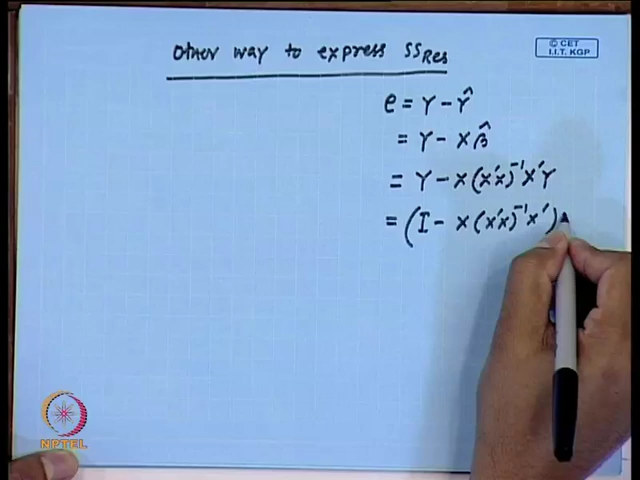 Other way to express SS_Res
© CET
I.I.T. KGP
e = Y - Ŷ
= Y - Xβ̂
= Y - X(X'X)⁻¹X'Y
= (I - X(X'X)⁻¹X')
NPTEL